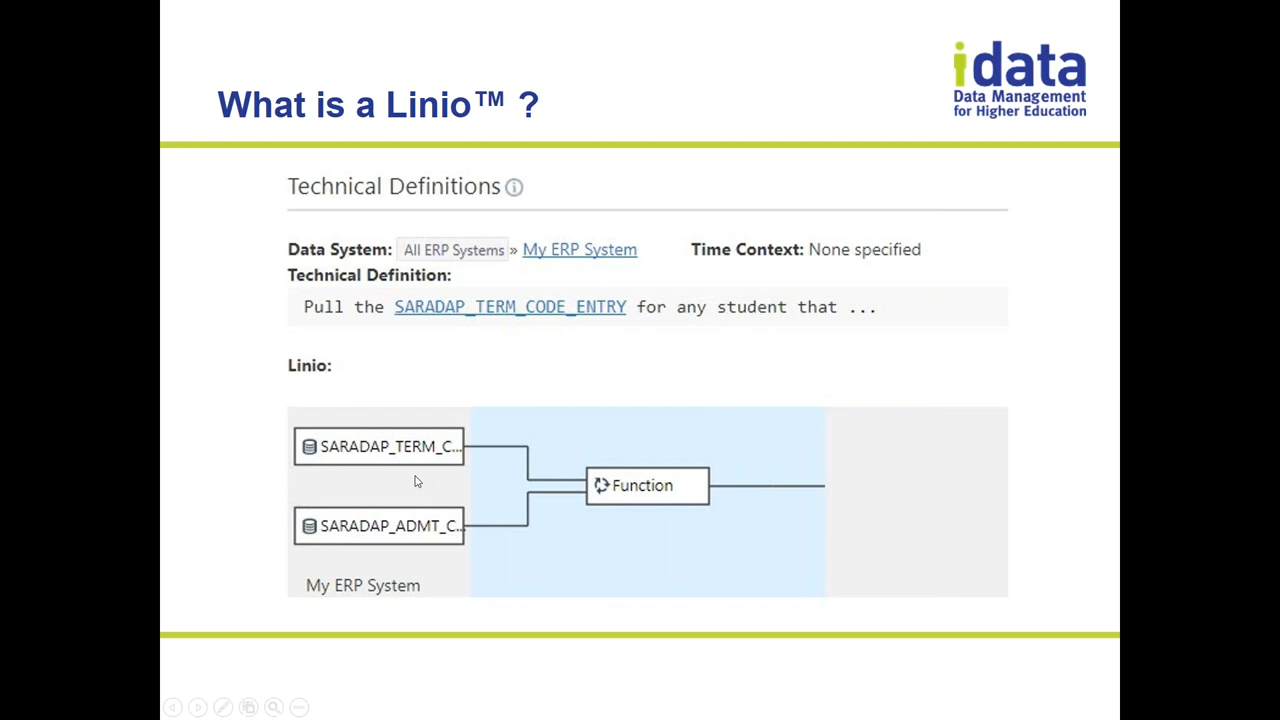 idata
Data Management
for Higher Education
What is a Linio™ ?
Technical Definitions
Data System: All ERP Systems » My ERP System Time Context: None specified
Technical Definition:
Pull the SARADAP_TERM_CODE_ENTRY for any student that ...
Linio:
SARADAP_TERM_C...
Function
SARADAP_ADMT_C...
My ERP System